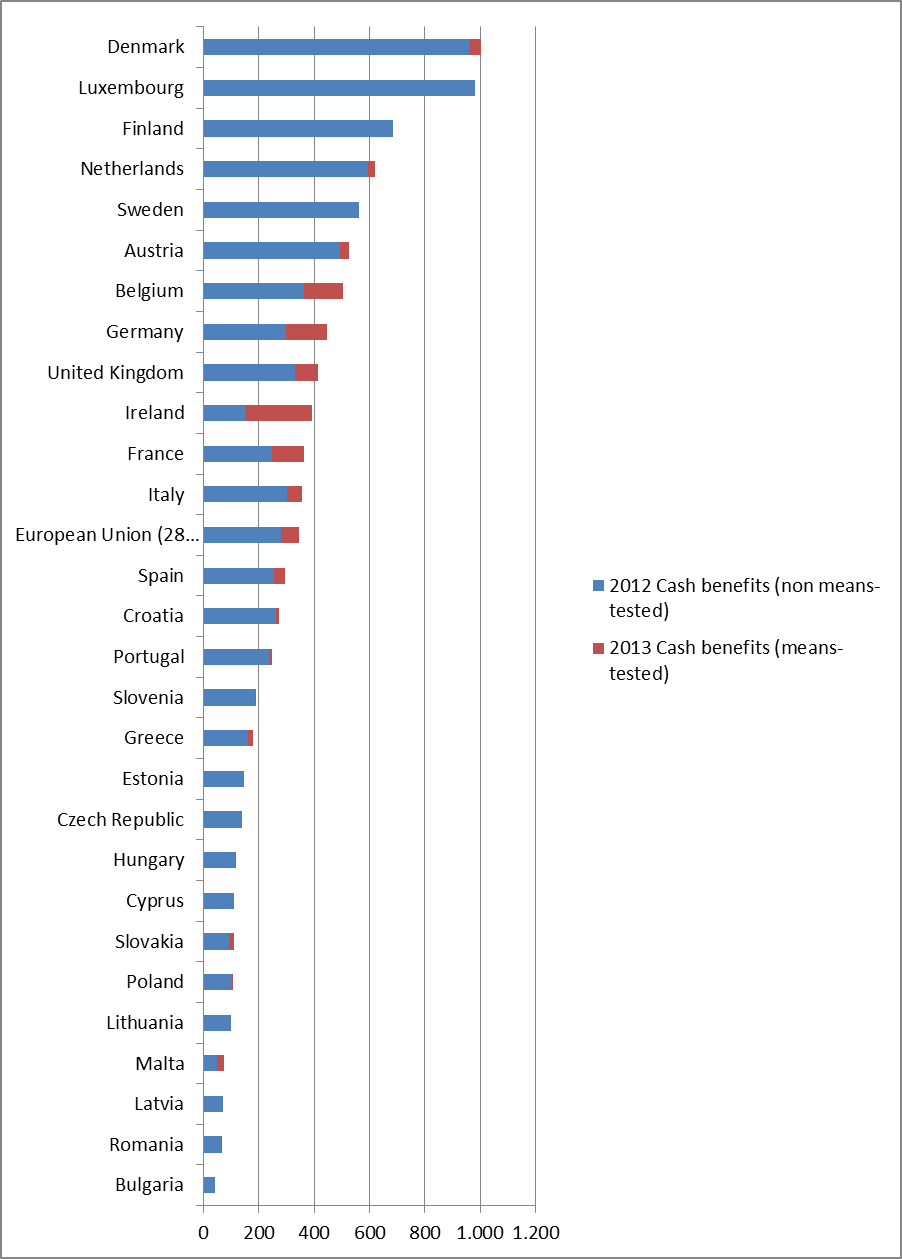 Denmark
Luxembourg
Finland
Netherlands
Sweden
Austria
Belgium
Germany
United Kingdom
Ireland
France
Italy
European Union (28...
Spain
Croatia
Portugal
Slovenia
Greece
Estonia
Czech Republic
Hungary
Cyprus
Slovakia
Poland
Lithuania
Malta
Latvia
Romania
Bulgaria
0 200 400 600 800 1.000 1.200
2012 Cash benefits (non means-
tested)
2013 Cash benefits (means-
tested)